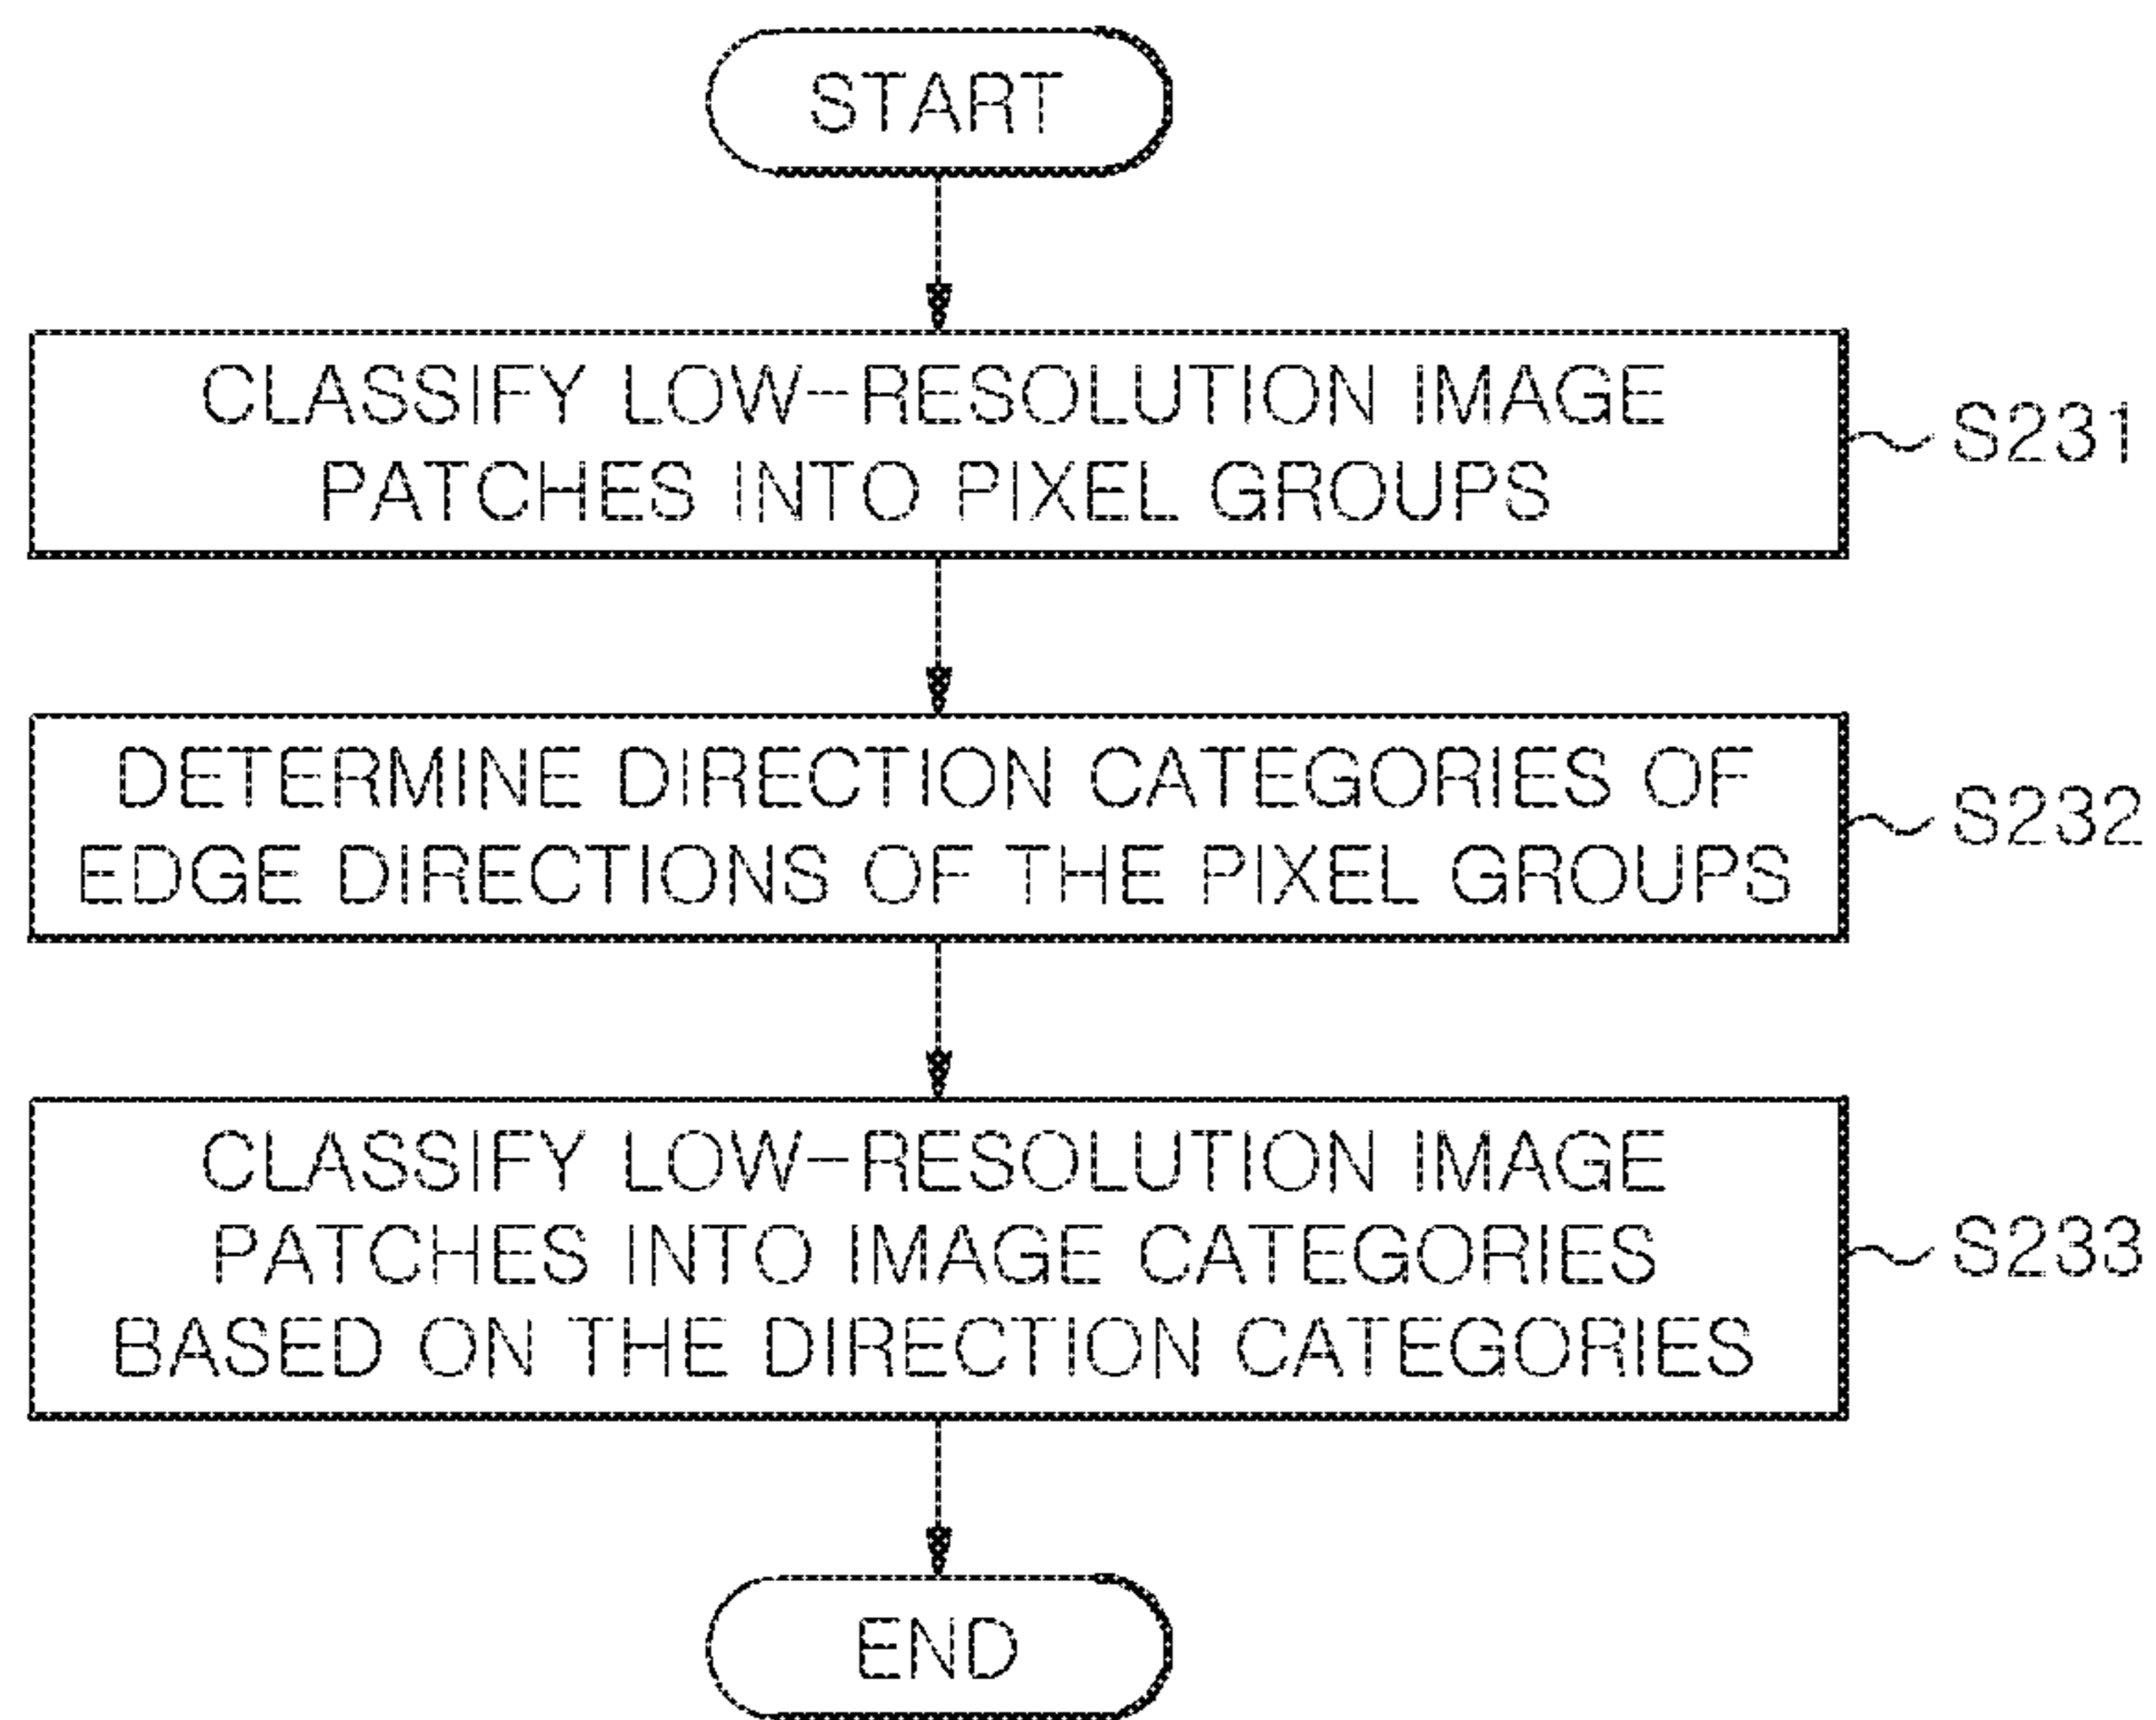 START
CLASSIFY LOW-RESOLUTION IMAGE
PATCHES INTO PIXEL GROUPS
S231
DETERMINE DIRECTION CATEGORIES OF
EDGE DIRECTIONS OF THE PIXEL GROUPS
S232
CLASSIFY LOW-RESOLUTION IMAGE
PATCHES INTO IMAGE CATEGORIES
BASED ON THE DIRECTION CATEGORIES
S233
END